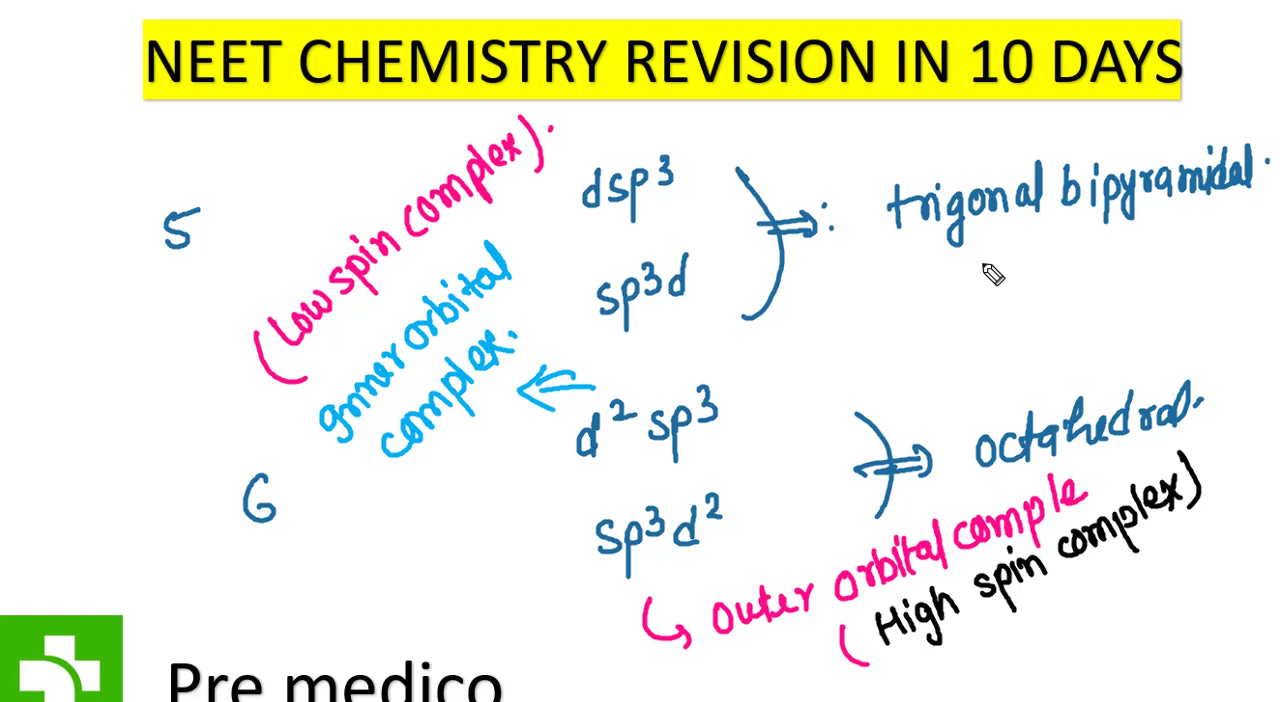 NEET CHEMISTRY REVISION IN 10 DAYS
5
(Low spin complex).
dsp³
sp³d
: trigonal bipyramidal.
Inner orbital
complex.
6
d²sp³
sp³d²
octahedral.
outer orbital comple
(High spin complex)
Pre medico